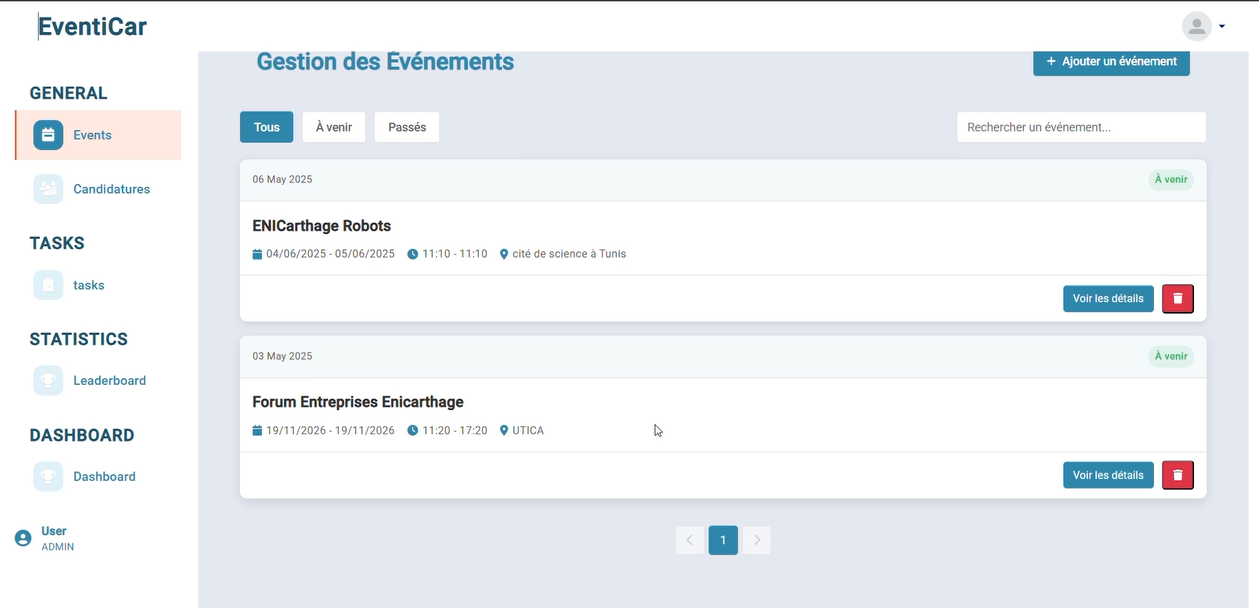 EventiCar
GENERAL
Events
Candidatures
TASKS
tasks
STATISTICS
Leaderboard
DASHBOARD
Dashboard
User
ADMIN
Gestion des Événements
+ Ajouter un événement
Tous
À venir
Passés
Rechercher un événement...
06 May 2025
À venir
ENICarthage Robots
04/06/2025 - 05/06/2025 11:10 - 11:10 cité de science à Tunis
Voir les détails
03 May 2025
À venir
Forum Entreprises Enicarthage
19/11/2026 - 19/11/2026 11:20 - 17:20 UTICA
Voir les détails
1